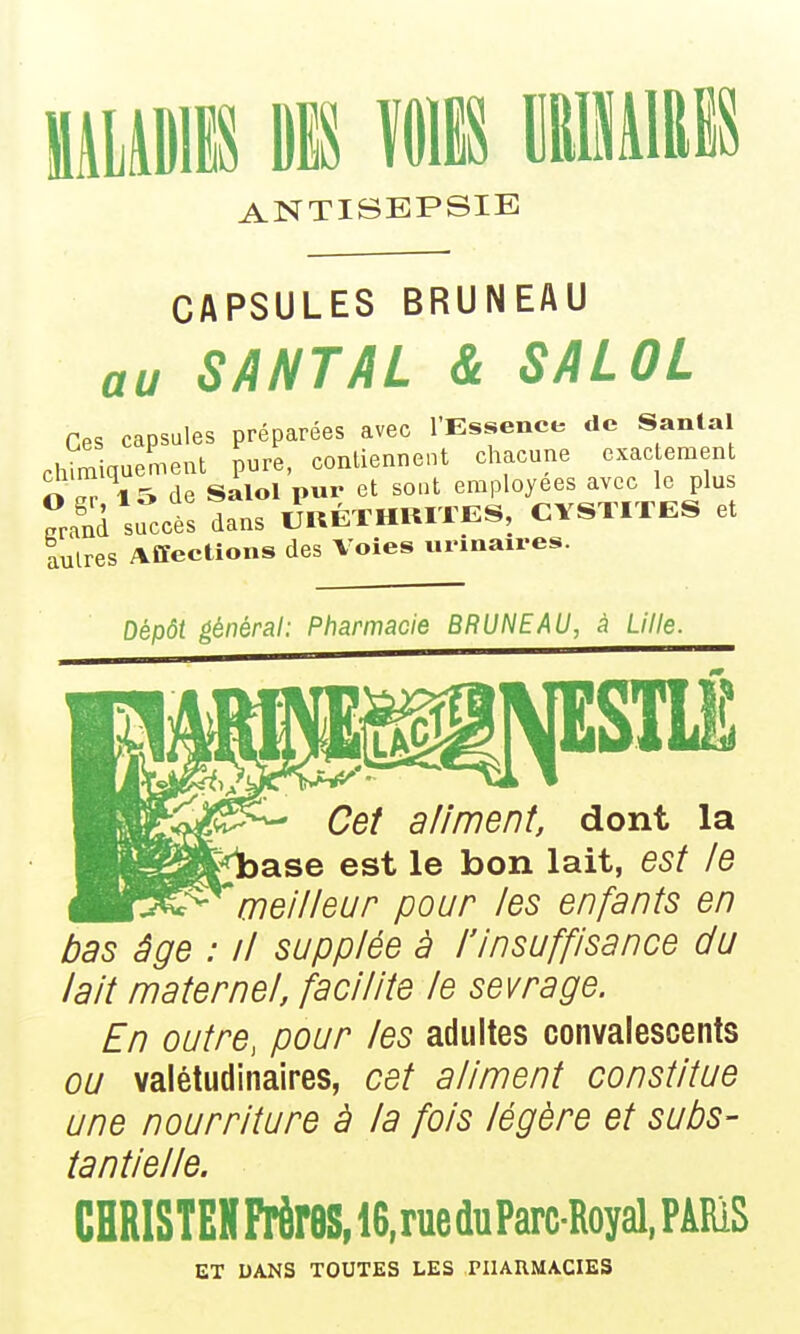 MALADIES DES VOIES URINAIRES
ANTISEPSIE
CAPSULES BRUNEAU
au SANTAL & SALOL
Ces capsules préparées avec l'Essence de Santal
chimiquement pure, contiennent chacune exactement
O gr, 15 de Salol pur et sont employées avec le plus
grand succès dans URÉTHRITES, CYSTITES et
autres Affections des Voies urinaires.
Dépôt général: Pharmacie BRUNEAU, à Lille.
FARINE LACTÉE NESTLÉ
Cet aliment, dont la
base est le bon lait, est le
meilleur pour les enfants en
bas âge : il supplée à l'insuffisance du
lait maternel, facilite le sevrage.
En outre, pour les adultes convalescents
ou valétudinaires, cet aliment constitue
une nourriture à la fois légère et subs-
tantielle.
CHRISTEN Frères, 16, rue du Parc-Royal, PARIS
ET DANS TOUTES LES PHARMACIES